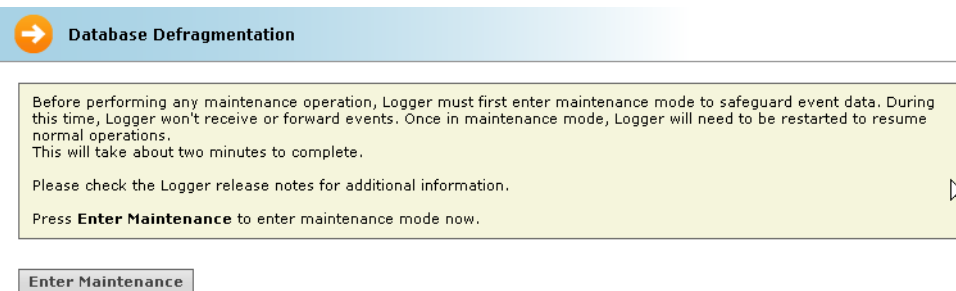 Database Defragmentation
Before performing any maintenance operation, Logger must first enter maintenance mode to safeguard event data. During
this time, Logger won't receive or forward events. Once in maintenance mode, Logger will need to be restarted to resume
normal operations.
This will take about two minutes to complete.
Please check the Logger release notes for additional information.
Press Enter Maintenance to enter maintenance mode now.
Enter Maintenance